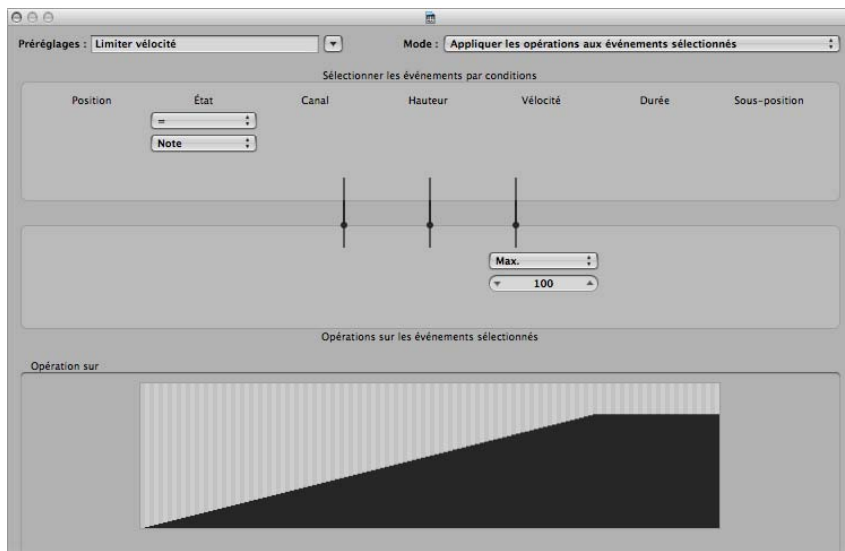 Préréglages : Limiter vélocité Mode : Appliquer les opérations aux événements sélectionnés
Sélectionner les événements par conditions
Position État Canal Hauteur Vélocité Durée Sous-position
=
Note
Max.
100
Opérations sur les événements sélectionnés
Opération sur